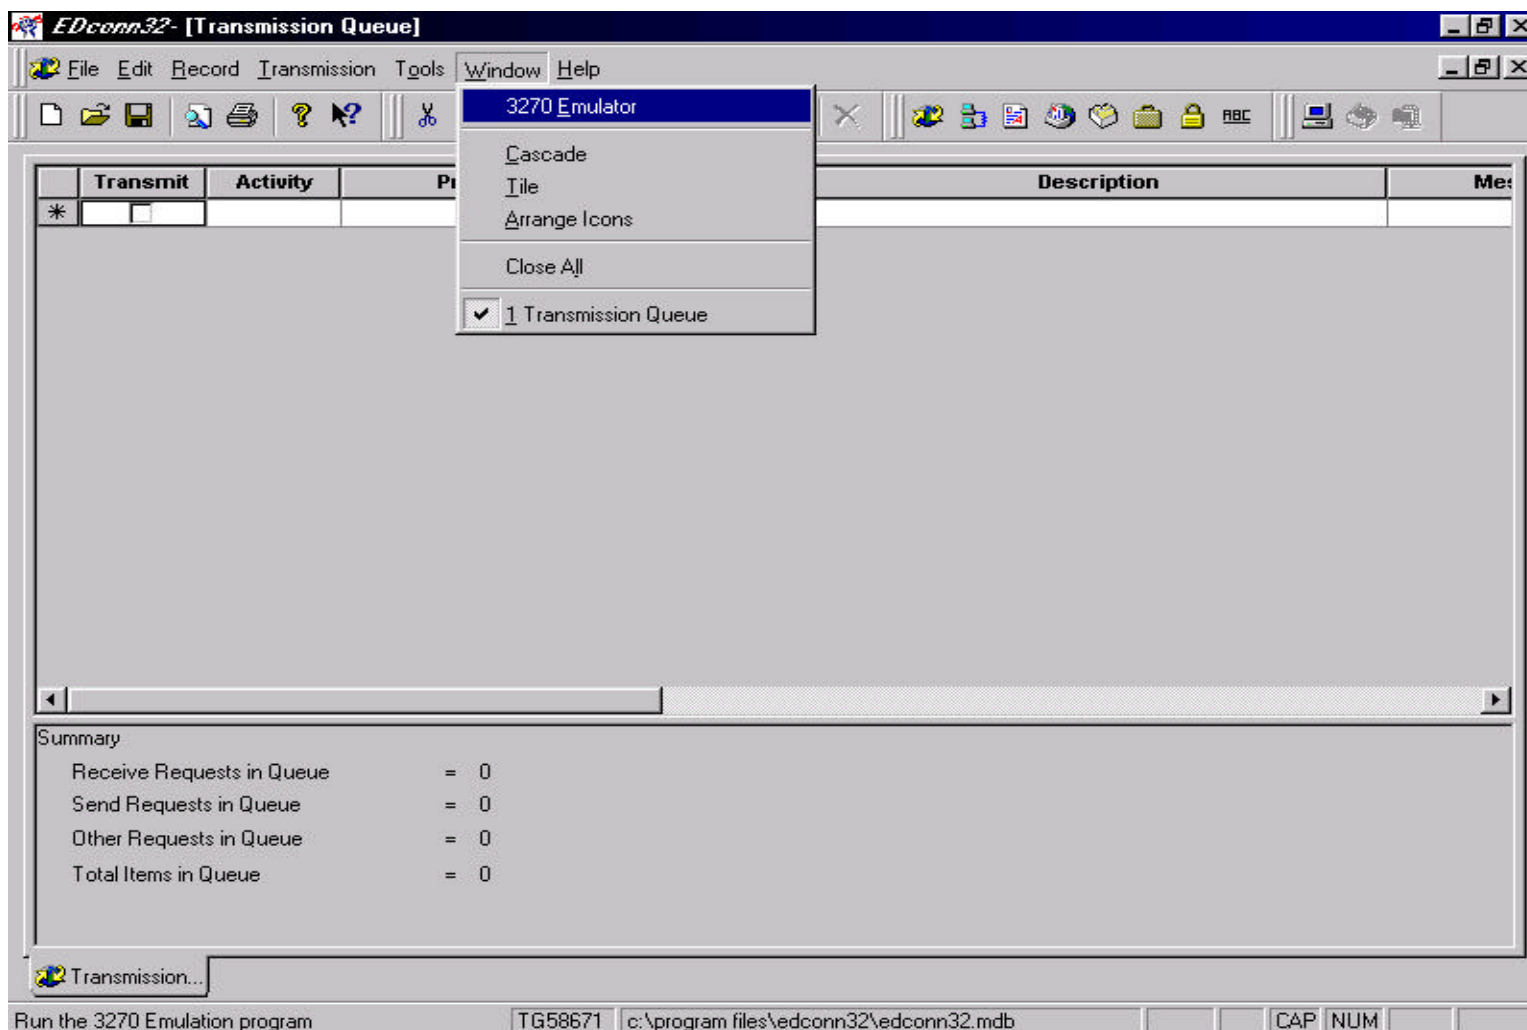 EDconn32- [Transmission Queue]
File Edit Record Transmission Tools Window Help
ABC
3270 Emulator
Cascade
Tile
Arrange Icons
Close All
1 Transmission Queue
Transmit Activity Description
Summary
Receive Requests in Queue = 0
Send Requests in Queue = 0
Other Requests in Queue = 0
Total Items in Queue = 0
Transmission...
Run the 3270 Emulation program TG58671 c:\program files\edconn32\edconn32.mdb CAP NUM